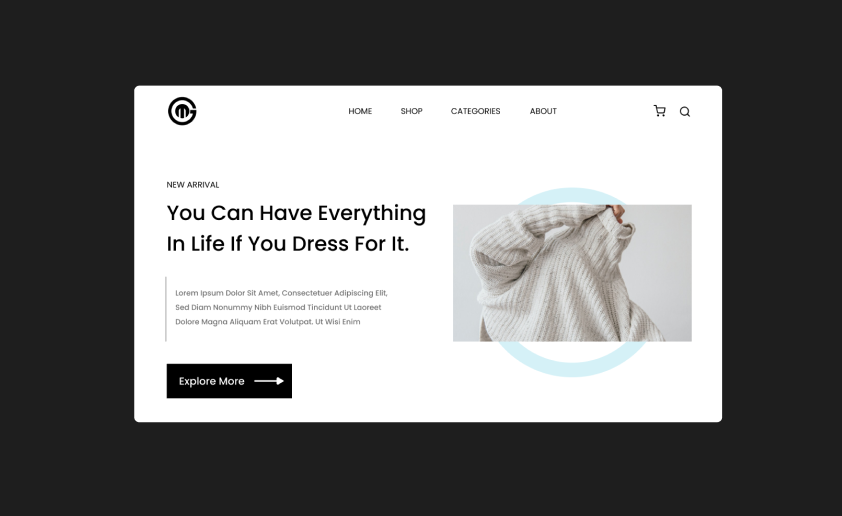 HOME SHOP CATEGORIES ABOUT
NEW ARRIVAL
You Can Have Everything
In Life If You Dress For It.
Lorem Ipsum Dolor Sit Amet, Consectetuer Adipiscing Elit,
Sed Diam Nonummy Nibh Euismod Tincidunt Ut Laoreet
Dolore Magna Aliquam Erat Volutpat. Ut Wisi Enim
Explore More